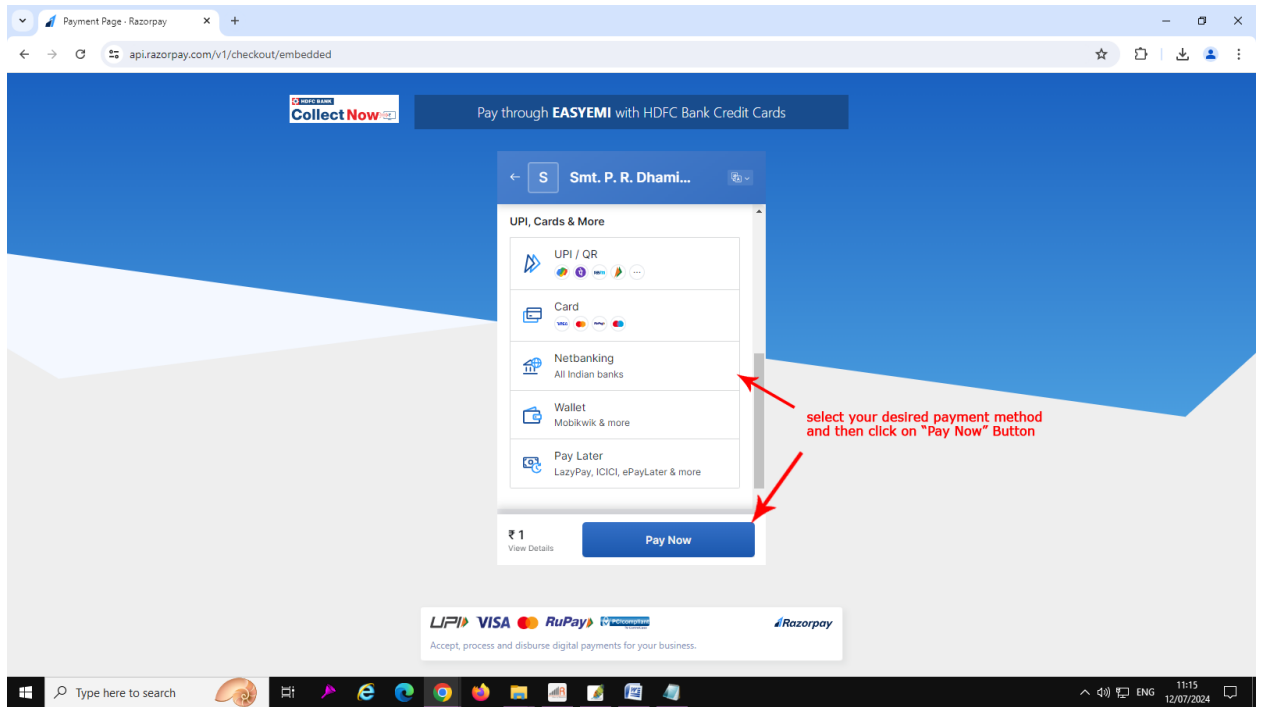 Payment Page - Razorpay
api.razorpay.com/v1/checkout/embedded
HDFC BANK
Collect Now
Pay through EASYEMI with HDFC Bank Credit Cards
S Smt. P. R. Dhami...
UPI, Cards & More
UPI / QR
Card
VISA
Netbanking
All Indian banks
Wallet
Mobikwik & more
Pay Later
LazyPay, ICICI, ePayLater & more
select your desired payment method
and then click on “Pay Now” Button
₹ 1
View Details
Pay Now
UPI VISA RuPay PCI compliant
Razorpay
Accept, process and disburse digital payments for your business.
Type here to search
ENG
11:15
12/07/2024